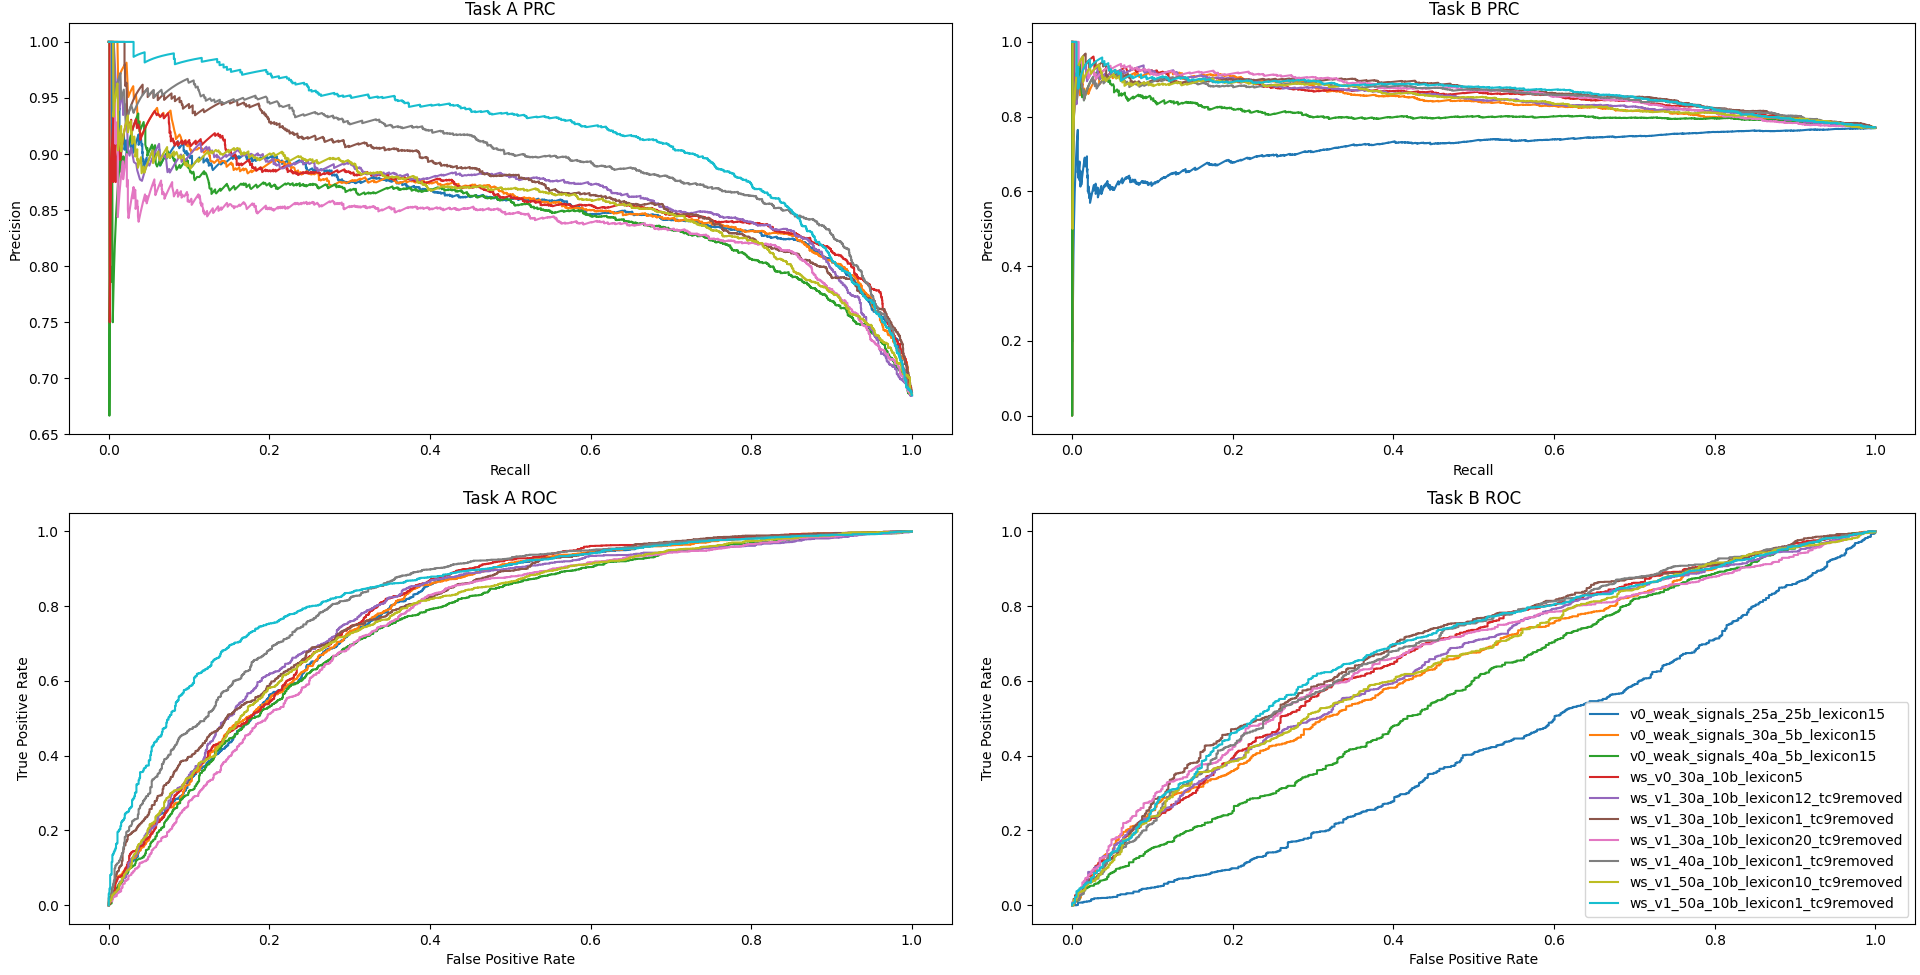 Task A PRC
1.00
0.95
0.90
0.85
0.80
0.75
0.70
0.65
Precision
0.0 0.2 0.4 0.6 0.8 1.0
Recall
Task B PRC
1.0
0.8
0.6
0.4
0.2
0.0
Precision
0.0 0.2 0.4 0.6 0.8 1.0
Recall
Task A ROC
1.0
0.8
0.6
0.4
0.2
0.0
True Positive Rate
0.0 0.2 0.4 0.6 0.8 1.0
False Positive Rate
Task B ROC
1.0
0.8
0.6
0.4
0.2
0.0
True Positive Rate
v0_weak_signals_25a_25b_lexicon15
v0_weak_signals_30a_5b_lexicon15
v0_weak_signals_40a_5b_lexicon15
ws_v0_30a_10b_lexicon5
ws_v1_30a_10b_lexicon12_tc9removed
ws_v1_30a_10b_lexicon1_tc9removed
ws_v1_30a_10b_lexicon20_tc9removed
ws_v1_40a_10b_lexicon1_tc9removed
ws_v1_50a_10b_lexicon10_tc9removed
ws_v1_50a_10b_lexicon1_tc9removed
0.0 0.2 0.4 0.6 0.8 1.0
False Positive Rate